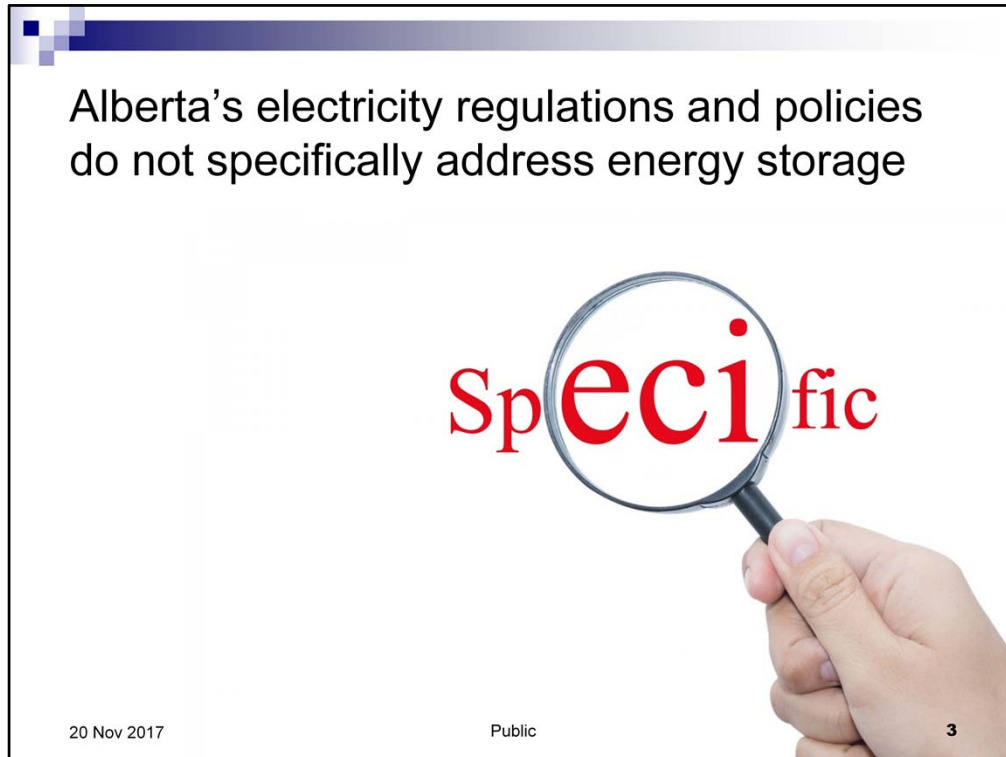 Alberta’s electricity regulations and policies
do not specifically address energy storage
Specific
20 Nov 2017
Public
3